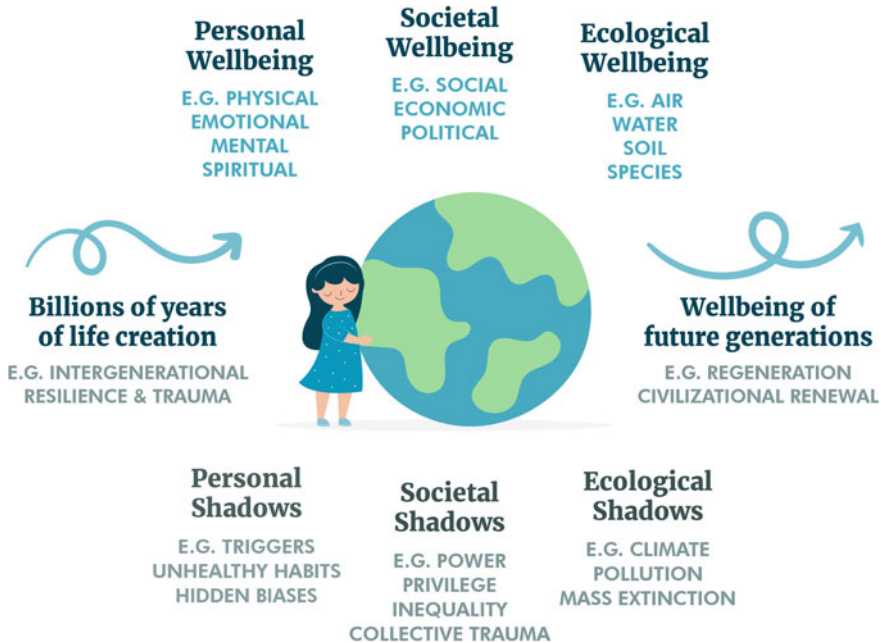 Personal
Wellbeing
E.G. PHYSICAL
EMOTIONAL
MENTAL
SPIRITUAL
Societal
Wellbeing
E.G. SOCIAL
ECONOMIC
POLITICAL
Ecological
Wellbeing
E.G. AIR
WATER
SOIL
SPECIES
Billions of years
of life creation
E.G. INTERGENERATIONAL
RESILIENCE & TRAUMA
Wellbeing of
future generations
E.G. REGENERATION
CIVILIZATIONAL RENEWAL
Personal
Shadows
E.G. TRIGGERS
UNHEALTHY HABITS
HIDDEN BIASES
Societal
Shadows
E.G. POWER
PRIVILEGE
INEQUALITY
COLLECTIVE TRAUMA
Ecological
Shadows
E.G. CLIMATE
POLLUTION
MASS EXTINCTION